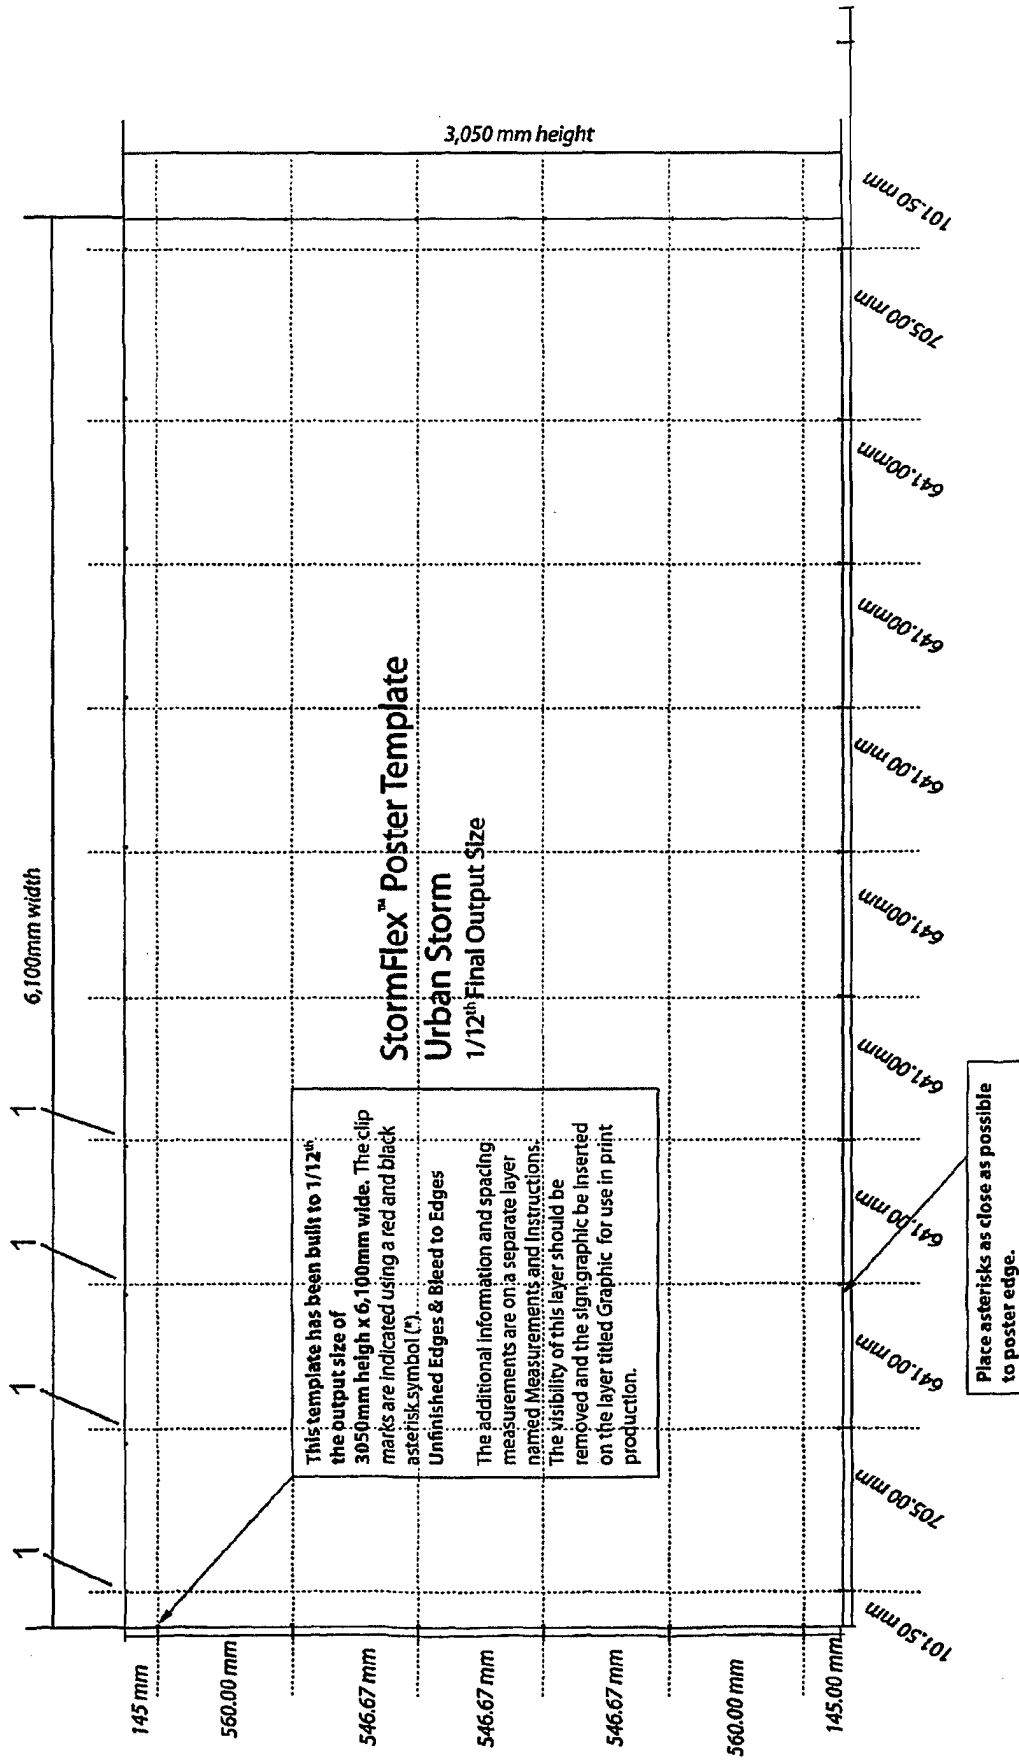 6,100mm width
1
1
1
1
3,050 mm height
145 mm
560.00 mm
546.67 mm
546.67 mm
546.67 mm
560.00 mm
145.00 mm
This template has been built to 1/12th
the output size of
3050mm heigh x 6,100mm wide. The clip
marks are indicated using a red and black
asterisk symbol (*).
Unfinished Edges & Bleed to Edges
The additional information and spacing
measurements are on a separate layer
named Measurements and Instructions.
The visibility of this layer should be
removed and the sign graphic be inserted
on the layer titled Graphic for use in print
production.
StormFlex™ Poster Template
Urban Storm
1/12th Final Output Size
101.50 mm
705.00 mm
641.00 mm
641.00 mm
641.00mm
641.00mm
641.00 mm
641.00mm
641.00mm
705.00 mm
101.50 mm
Place asterisks as close as possible
to poster edge.